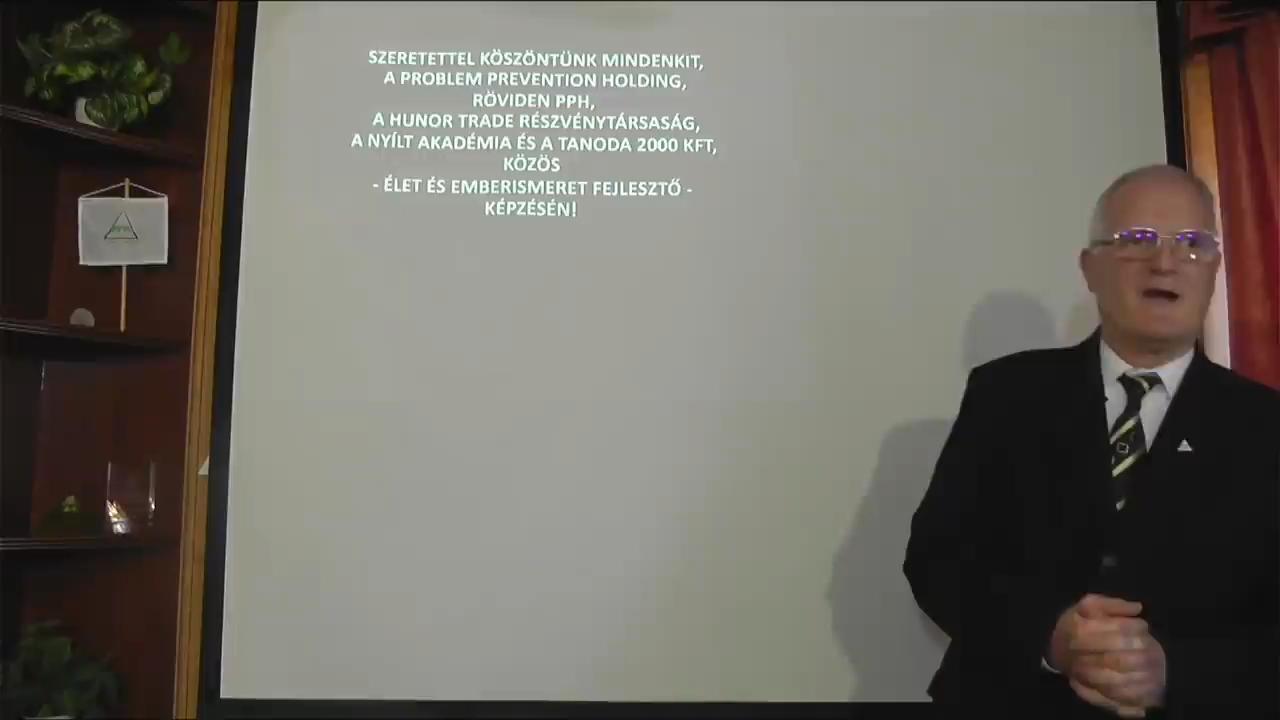 SZERETETTEL KÖSZÖNTÜNK MINDENKIT,
A PROBLEM PREVENTION HOLDING,
RÖVIDEN PPH,
A HUNOR TRADE RÉSZVÉNYTÁRSASÁG,
A NYÍLT AKADÉMIA ÉS A TANODA 2000 KFT,
KÖZÖS
- ÉLET ÉS EMBERISMERET FEJLESZTŐ -
KÉPZÉSÉN!